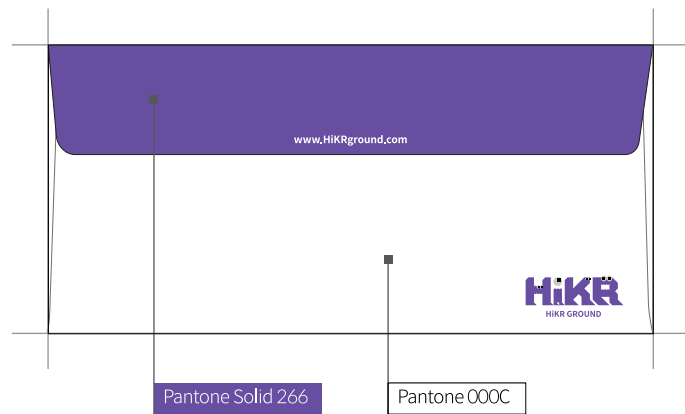 www.HiKRground.com
HiKR
HiKR GROUND
Pantone Solid 266
Pantone 000C